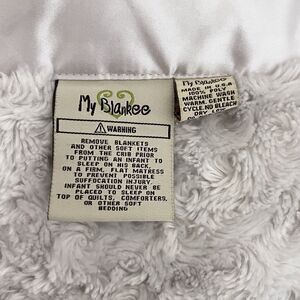 My Blankee
⚠ WARNING
REMOVE BLANKETS
AND OTHER SOFT ITEMS
FROM THE CRIB PRIOR
TO PUTTING AN INFANT TO
SLEEP ON HIS BACK,
ON A FIRM, FLAT MATRESS
TO PREVENT POSSIBLE
SUFFOCATION INJURY.
INFANT SHOULD NEVER BE
PLACED TO SLEEP ON
TOP OF QUILTS, COMFORTERS,
OR OTHER SOFT
BEDDING
My Blankee
MADE IN U.S.A
100% POLY
MACHINE WASH
WARM, GENTLE
CYCLE.NO BLEACH
DRY